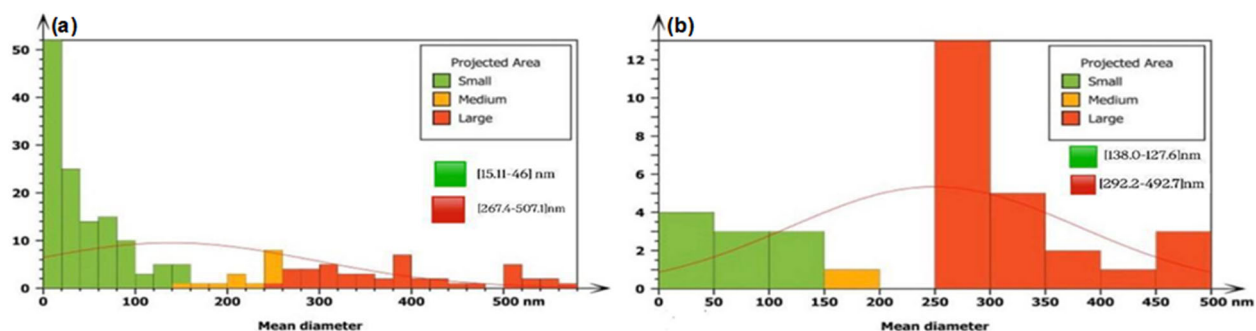 (a)
50
40
30
20
10
0
Projected Area
Small
Medium
Large
[15.11-46] nm
[267.4-507.1]nm
0 100 200 300 400 500 nm
Mean diameter
(b)
12
10
8
6
4
2
0
Projected Area
Small
Medium
Large
[138.0-127.6]nm
[292.2-492.7]nm
0 50 100 150 200 250 300 350 400 450 500 nm
Mean diameter